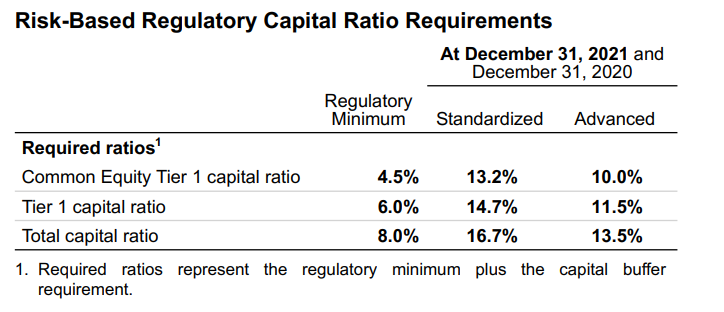 Risk-Based Regulatory Capital Ratio Requirements
At December 31, 2021 and
December 31, 2020
Regulatory
Minimum Standardized Advanced
Required ratios1
Common Equity Tier 1 capital ratio 4.5% 13.2% 10.0%
Tier 1 capital ratio 6.0% 14.7% 11.5%
Total capital ratio 8.0% 16.7% 13.5%
1. Required ratios represent the regulatory minimum plus the capital buffer
requirement.